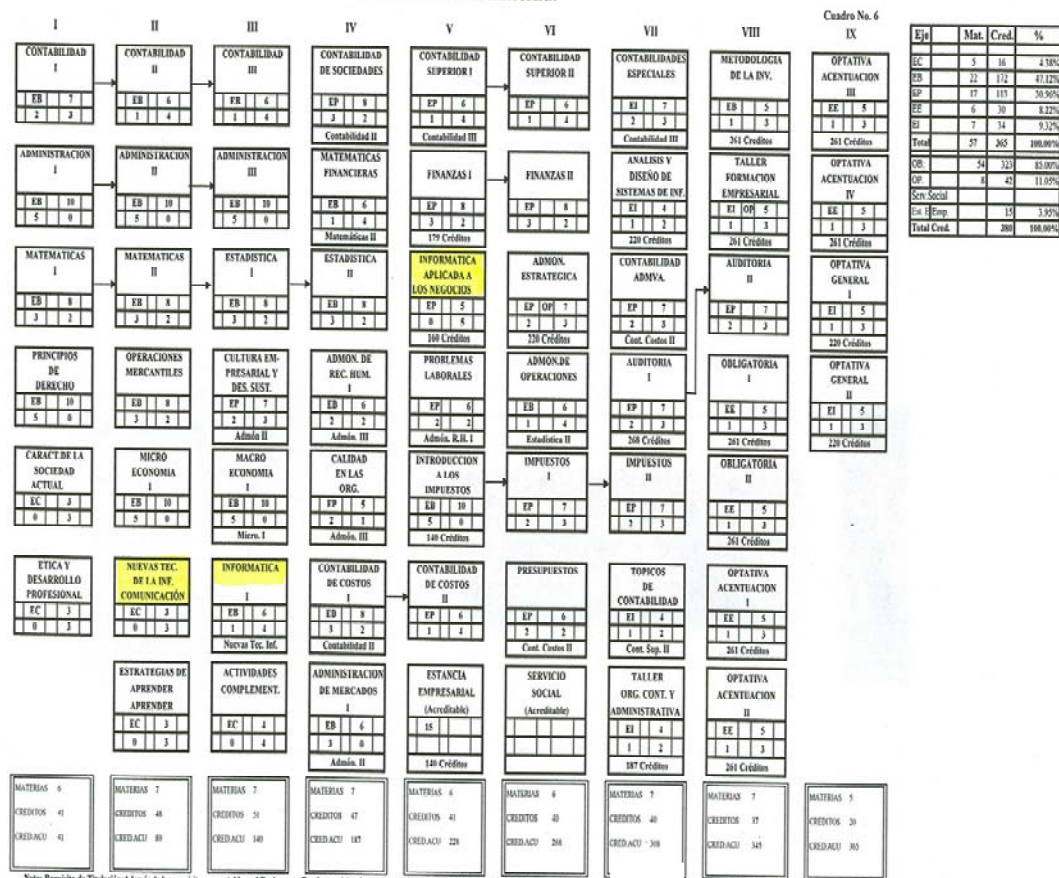 Cuadro No. 6
I II III IV V VI VII VIII IX
CONTABILIDAD
I
EB 7
2 3
CONTABILIDAD
II
EB 6
1 4
CONTABILIDAD
III
EB 6
1 4
CONTABILIDAD
DE SOCIEDADES
EP 8
3 2
Contabilidad II
CONTABILIDAD
SUPERIOR I
EP 6
1 4
Contabilidad III
CONTABILIDAD
SUPERIOR II
EP 6
1 4
CONTABILIDADES
ESPECIALES
EI 7
2 3
Contabilidad III
METODOLOGIA
DE LA INV.
EB 5
1 3
261 Créditos
OPTATIVA
ACENTUACION
III
EE 5
1 3
261 Créditos
ADMINISTRACION
I
EB 10
5 0
ADMINISTRACION
II
EB 10
5 0
ADMINISTRACION
III
EB 10
5 0
MATEMATICAS
FINANCIERAS
EB 6
1 4
Matemáticas II
FINANZAS I
EP 8
3 2
179 Créditos
FINANZAS II
EP 8
3 2
ANALISIS Y
DISEÑO DE
SISTEMAS DE INF.
EI 4
1 2
220 Créditos
TALLER
FORMACION
EMPRESARIAL
EI OP 5
1 3
261 Créditos
OPTATIVA
ACENTUACION
IV
EE 5
1 3
261 Créditos
MATEMATICAS
I
EB 8
3 2
MATEMATICAS
II
EB 8
3 2
ESTADISTICA
I
EB 8
3 2
ESTADISTICA
II
EB 8
3 2
INFORMATICA
APLICADA A
LOS NEGOCIOS
EP 5
0 5
160 Créditos
ADMON.
ESTRATEGICA
EP OP 7
2 3
220 Créditos
CONTABILIDAD
ADMVA.
EP 7
2 3
Cont. Costos II
AUDITORIA
II
EP 7
2 3
OPTATIVA
GENERAL
I
EI 5
1 3
220 Créditos
PRINCIPIOS
DE
DERECHO
EB 10
5 0
OPERACIONES
MERCANTILES
EB 8
3 2
CULTURA EM-
PRESARIAL Y
DES. SUST.
EP 7
2 3
Admón II
ADMON. DE
REC. HUM.
I
EB 6
2 2
Admón. III
PROBLEMAS
LABORALES
EP 6
2 2
Admón. R.H. I
ADMON.DE
OPERACIONES
EB 6
1 4
Estadística II
AUDITORIA
I
EP 7
2 3
268 Créditos
OBLIGATORIA
I
EE 5
1 3
261 Créditos
OPTATIVA
GENERAL
II
EI 5
1 3
220 Créditos
CARACT.DE LA
SOCIEDAD
ACTUAL
EC 3
0 3
MICRO
ECONOMIA
I
EB 10
5 0
MACRO
ECONOMIA
I
EB 10
5 0
Micro. I
CALIDAD
EN LAS
ORG.
EP 5
2 1
Admón. III
INTRODUCCION
A LOS
IMPUESTOS
EB 10
5 0
140 Créditos
IMPUESTOS
I
EP 7
2 3
IMPUESTOS
II
EP 7
2 3
OBLIGATORIA
II
EE 5
1 3
261 Créditos
ETICA Y
DESARROLLO
PROFESIONAL
EC 3
0 3
NUEVAS TEC.
DE LA INF.
COMUNICACIÓN
EC 3
0 3
INFORMATICA
I
EB 6
1 4
Nuevas Tec. Inf.
CONTABILIDAD
DE COSTOS
I
EB 8
3 2
Contabilidad II
CONTABILIDAD
DE COSTOS
II
EP 6
1 4
PRESUPUESTOS
EP 6
2 2
Cont. Costos II
TOPICOS
DE
CONTABILIDAD
EI 4
1 2
Cont. Sup. II
OPTATIVA
ACENTUACION
I
EE 5
1 3
261 Créditos
ESTRATEGIAS DE
APRENDER
APRENDER
EC 3
0 3
ACTIVIDADES
COMPLEMENT.
EC 4
0 4
ADMINISTRACION
DE MERCADOS
I
EB 6
3 0
Admón. II
ESTANCIA
EMPRESARIAL
(Acreditable)
15
140 Créditos
SERVICIO
SOCIAL
(Acreditable)
TALLER
ORG. CONT. Y
ADMINISTRATIVA
EI 4
1 2
187 Créditos
OPTATIVA
ACENTUACION
II
EE 5
1 3
261 Créditos
MATERIAS 6
CREDITOS 41
CRED.ACU 41
MATERIAS 7
CREDITOS 48
CRED.ACU 89
MATERIAS 7
CREDITOS 51
CRED.ACU 140
MATERIAS 7
CREDITOS 47
CRED.ACU 187
MATERIAS 6
CREDITOS 41
CRED.ACU 228
MATERIAS 6
CREDITOS 40
CRED.ACU 268
MATERIAS 7
CREDITOS 40
CRED.ACU 308
MATERIAS 7
CREDITOS 37
CRED.ACU 345
MATERIAS 5
CREDITOS 20
CRED.ACU 365
Eje Mat. Cred. %
EC 5 16 4.38%
EB 22 172 47.12%
EP 17 113 30.96%
EE 6 30 8.22%
EI 7 34 9.32%
Total 57 365 100.00%
OB. 54 323 85.00%
OP. 8 42 11.05%
Serv.Social
Est. Emp. 15 3.95%
Total Cred. 380 100.00%